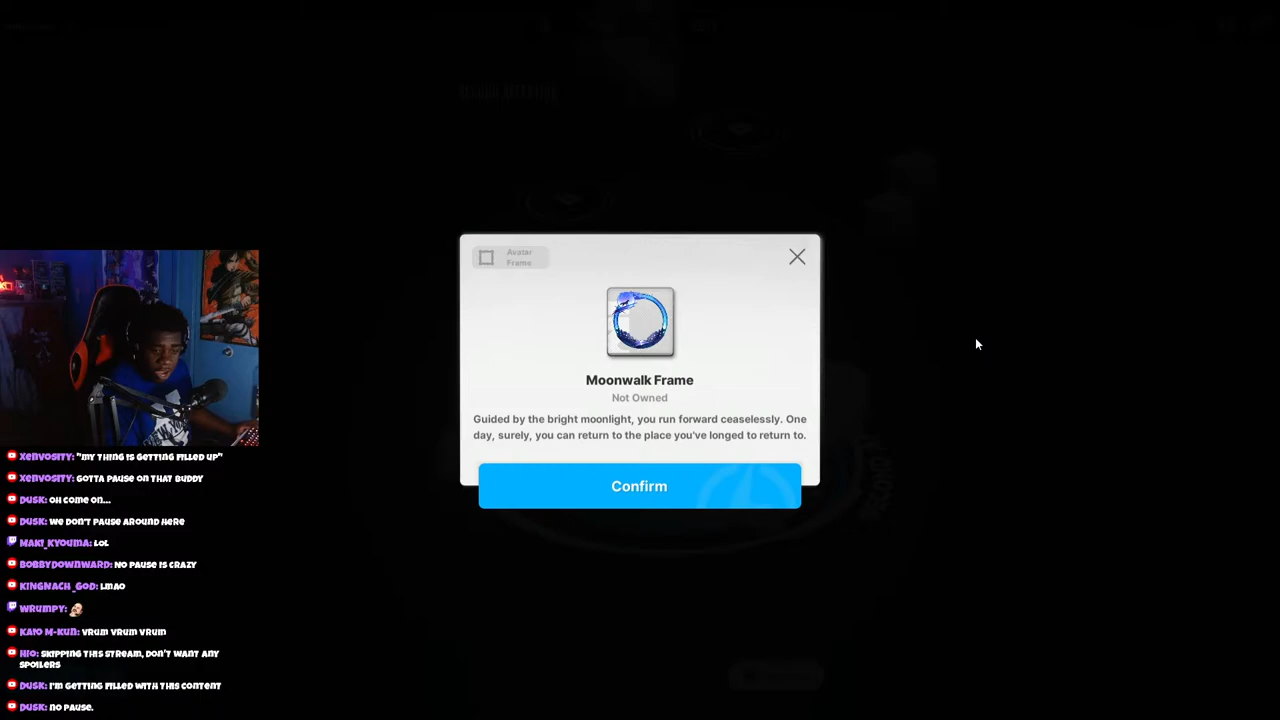 Avatar
Frame
Moonwalk Frame
Not Owned
Guided by the bright moonlight, you run forward ceaselessly. One
day, surely, you can return to the place you've longed to return to.
Confirm
Xenvosity: "my thing is getting filled up"
Xenvosity: gotta pause on that buddy
Dusk: oh come on...
Dusk: we don't pause around here
Maki_Kyouma: lol
BobbyDownward: no pause is crazy
KingNach_God: lmao
Wrumpy:
Kaio M-Kun: vrum vrum vrum
Hio: skipping this stream, don't want any
spoilers
Dusk: I'm getting filled with this content
Dusk: no pause.